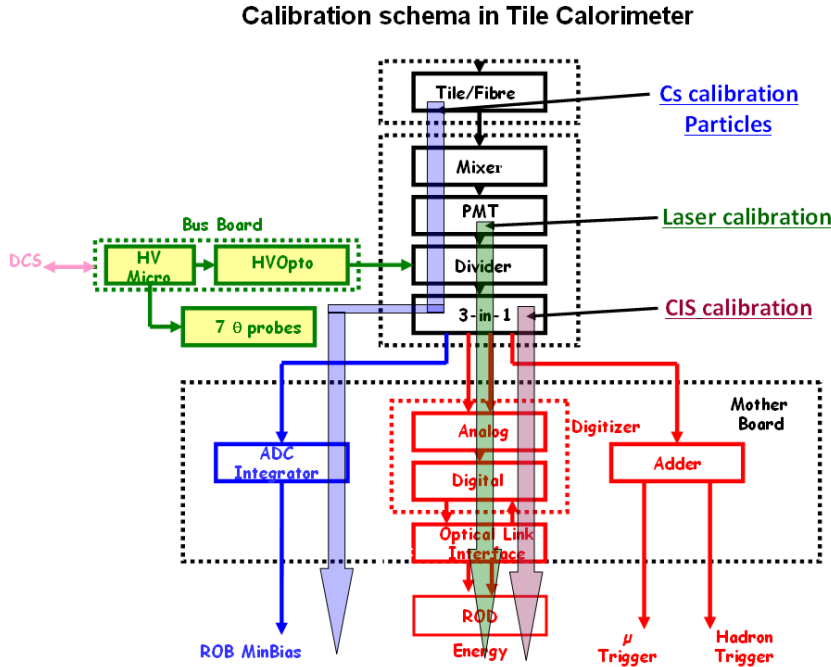 Calibration schema in Tile Calorimeter
Tile/Fibre
Cs calibration
Particles
Mixer
PMT
Laser calibration
Bus Board
DCS
HV
Micro
HVOpto
Divider
7 θ probes
3-in-1
CIS calibration
Mother
Board
Analog
Digitizer
ADC
Integrator
Digital
Adder
Optical Link
Interface
ROD
ROB MinBias
Energy
μ
Trigger
Hadron
Trigger